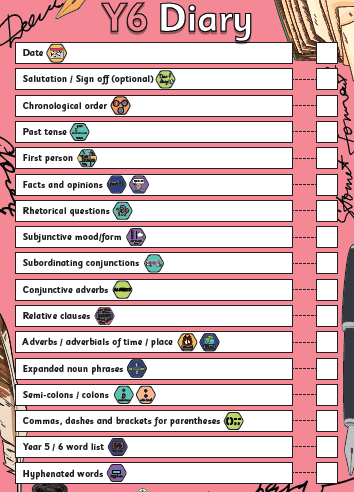 Y6 Diary
Date
Salutation / Sign off (optional)
Chronological order
Past tense
First person
Facts and opinions
Rhetorical questions
Subjunctive mood/form
Subordinating conjunctions
Conjunctive adverbs
Relative clauses
Adverbs / adverbials of time / place
Expanded noun phrases
Semi-colons / colons
Commas, dashes and brackets for parentheses
Year 5 / 6 word list
Hyphenated words